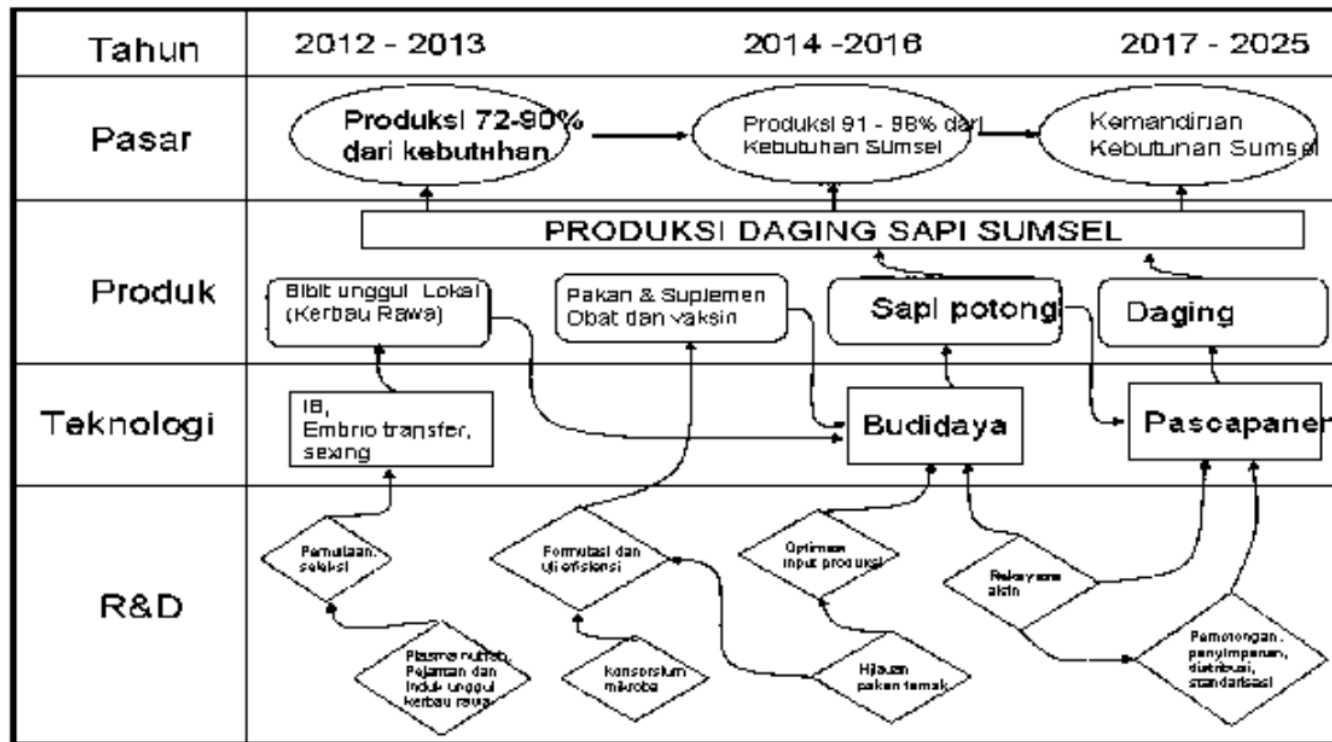 Tahun
2012 - 2013
2014 -2016
2017 - 2025
Pasar
Produksi 72-90%
dari kebutuhan
Produksi 91 - 98% dari
Kebutuhan Sumsel
Kemandirian
Kebutunan Sumsel
Produk
PRODUKSI DAGING SAPI SUMSEL
Bibit unggul Lokal
(Kerbau Rawa)
Pakan & Suplemen
Obat dan vaksin
Sapi potong
Daging
Teknologi
IB,
Embrio transfer,
sexing
Budidaya
Pascapanen
R&D
Pemuliaan,
seleksi
Formulasi dan
uji efisiensi
Optimasi
input produksi
Rekayasa
alsin
Plasma nutfah,
Pejantan dan
Induk unggul
kerbau rawa
konsorsium
mikroba
Hijauan
pakan ternak
Pemotongan,
penyimpanan,
distribusi,
standarisasi